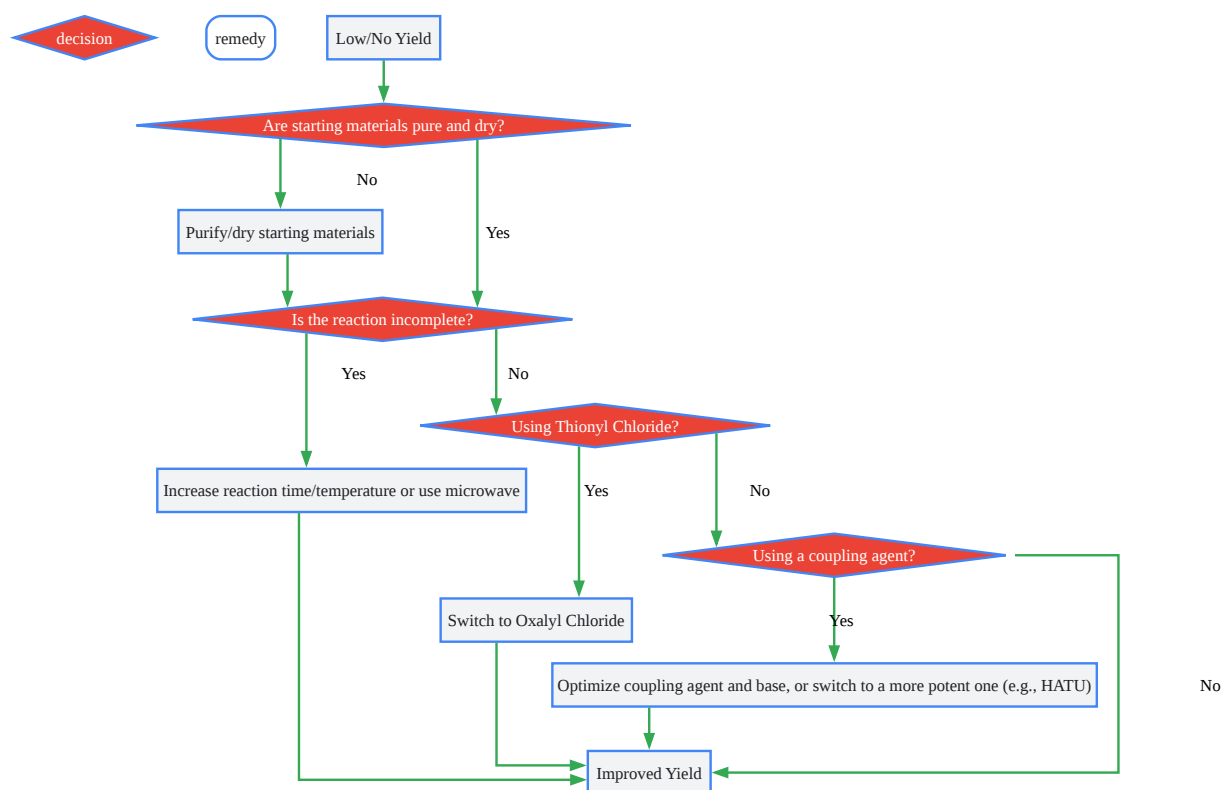 decision
remedy
Low/No Yield
Are starting materials pure and dry?
No
Purify/dry starting materials
Yes
Is the reaction incomplete?
Yes
No
Using Thionyl Chloride?
Increase reaction time/temperature or use microwave
Yes
No
Using a coupling agent?
Switch to Oxalyl Chloride
Yes
Optimize coupling agent and base, or switch to a more potent one (e.g., HATU)
No
Improved Yield